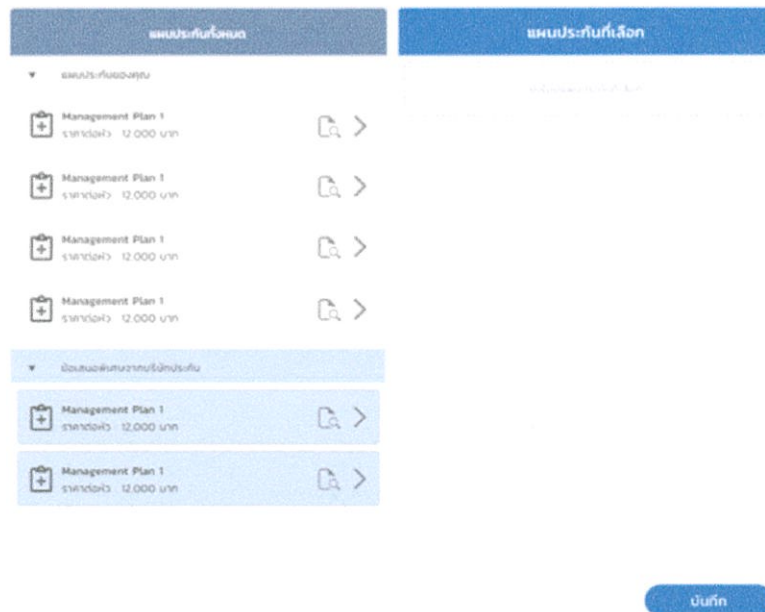 แผนประกันทั้งหมด
▼ แผนประกันของคุณ
Management Plan 1
ราคาต่อหัว 12,000 บาท
Management Plan 1
ราคาต่อหัว 12,000 บาท
Management Plan 1
ราคาต่อหัว 12,000 บาท
Management Plan 1
ราคาต่อหัว 12,000 บาท
▼ ข้อเสนอพิเศษจากบริษัทประกัน
Management Plan 1
ราคาต่อหัว 12,000 บาท
Management Plan 1
ราคาต่อหัว 12,000 บาท
แผนประกันที่เลือก
บันทึก